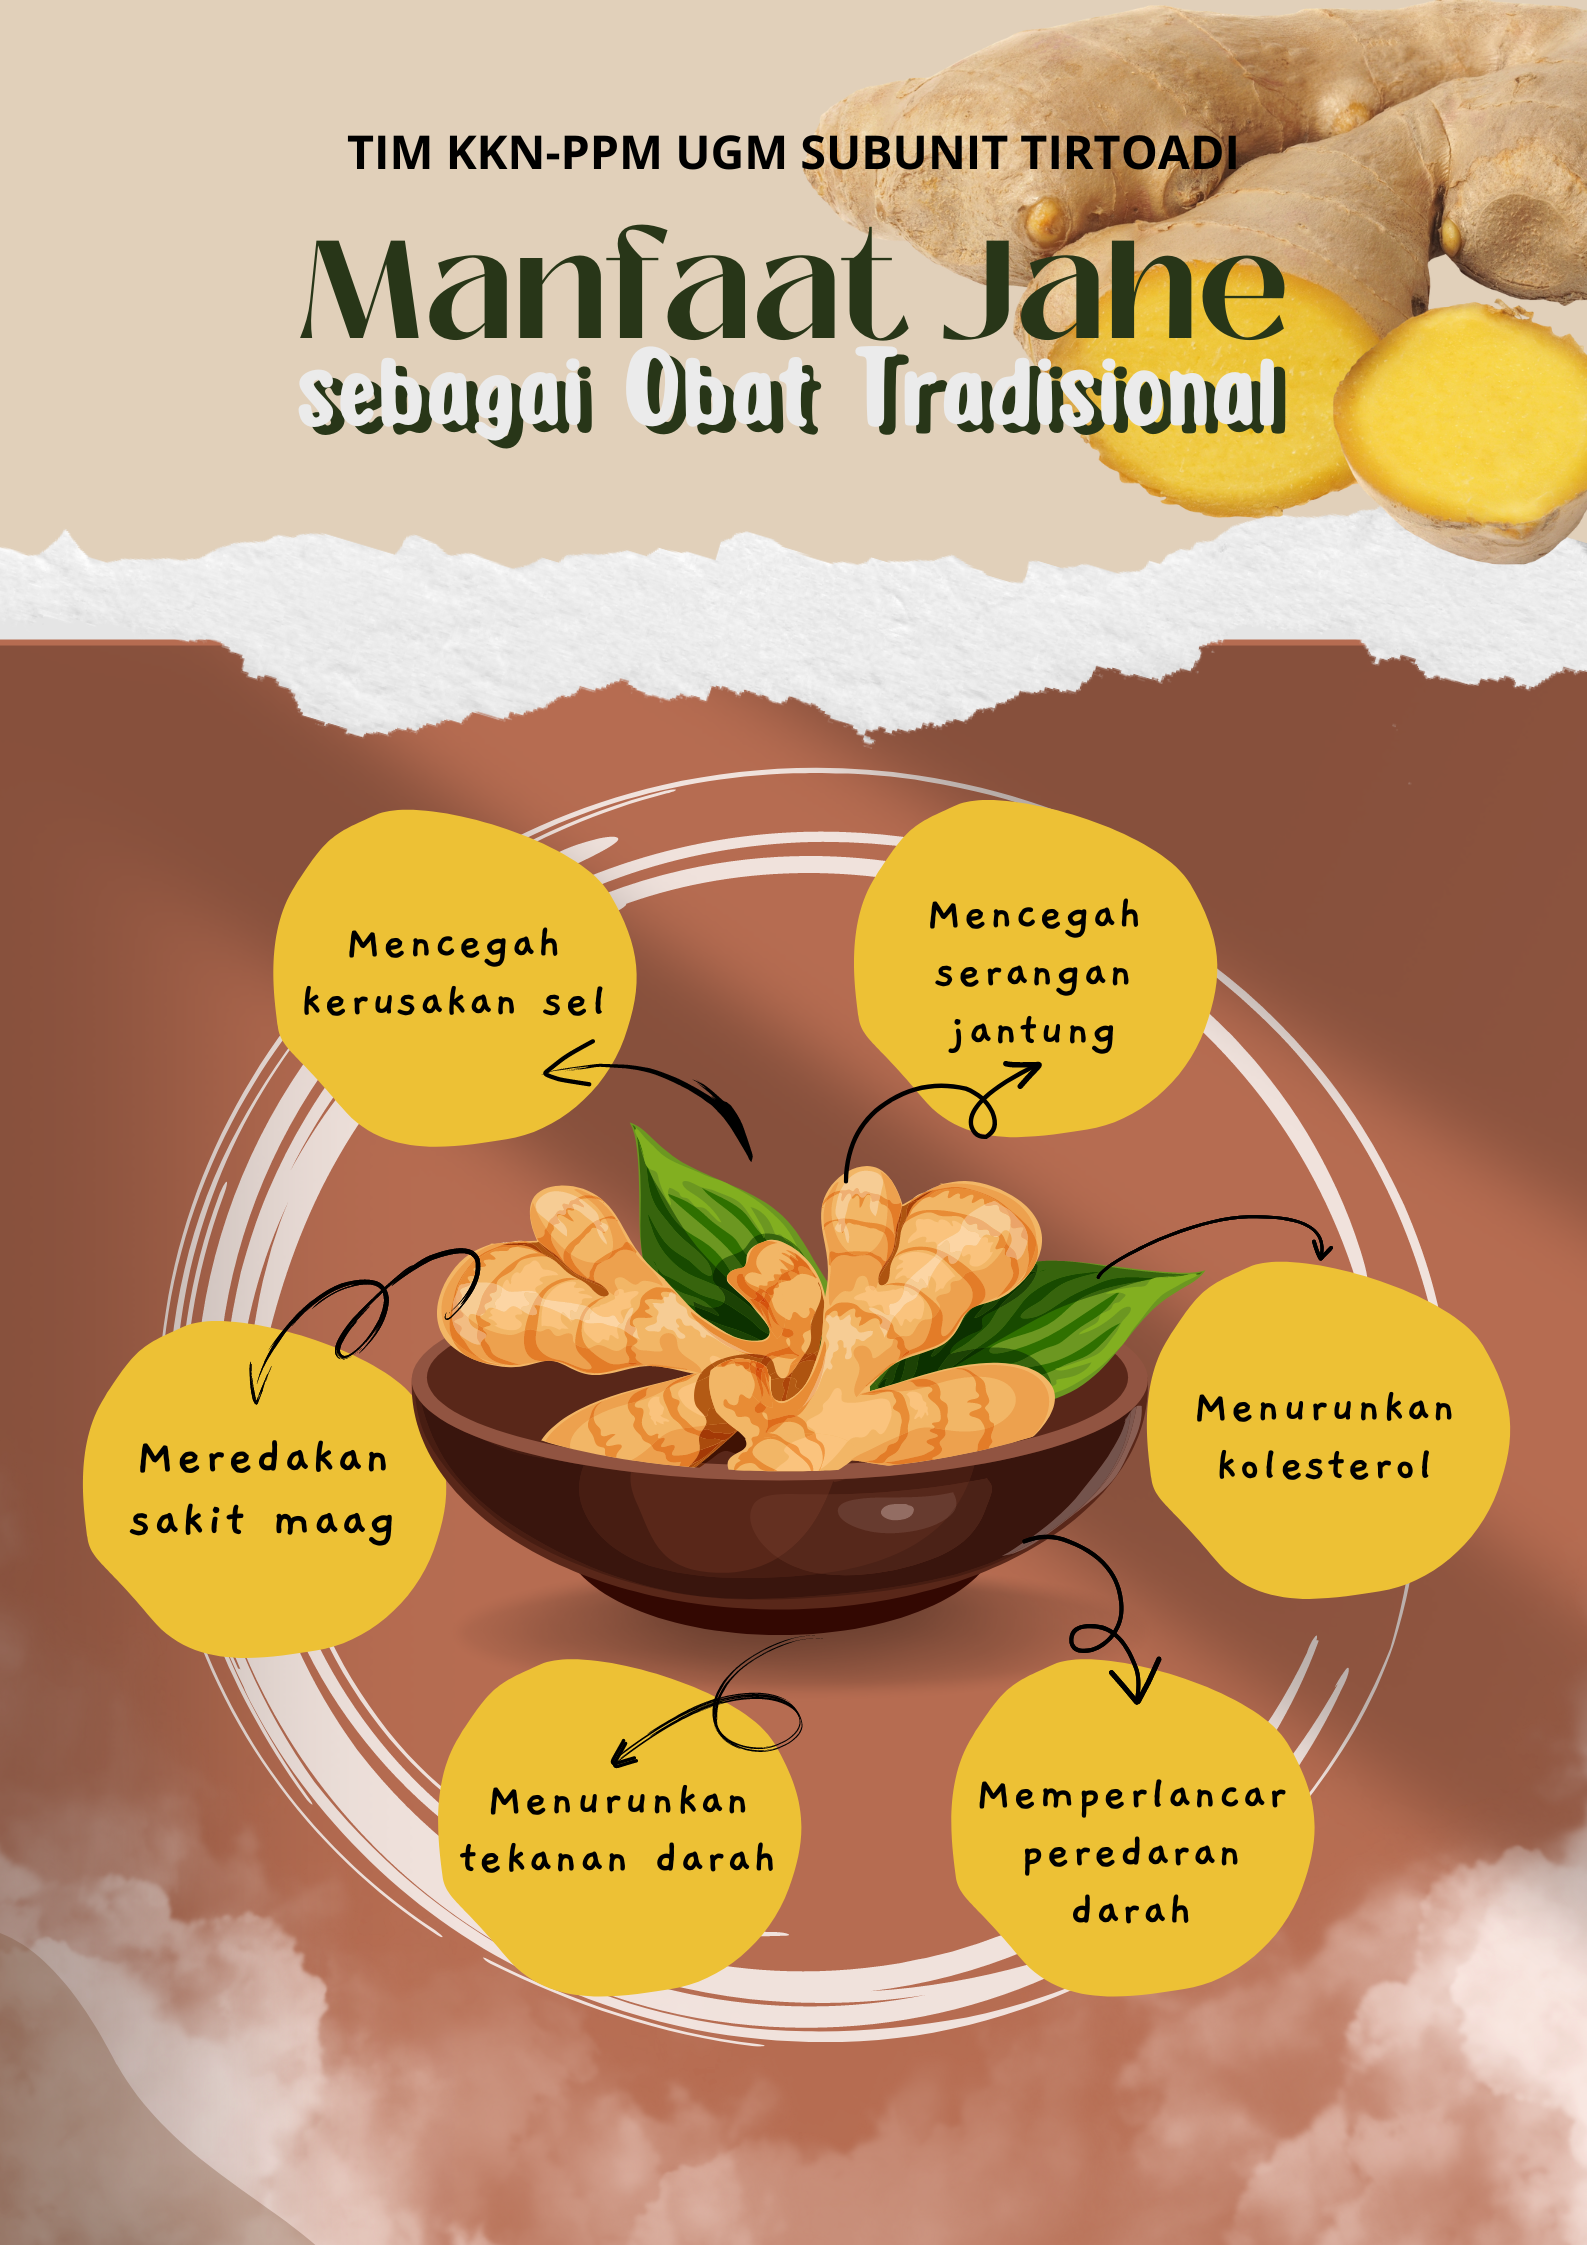 TIM KKN-PPM UGM SUBUNIT TIRTOADI
Manfaat Jahe
sebagai Obat Tradisional
Mencegah
kerusakan sel
Mencegah
serangan
jantung
Meredakan
sakit maag
Menurunkan
kolesterol
Menurunkan
tekanan darah
Memperlancar
peredaran
darah